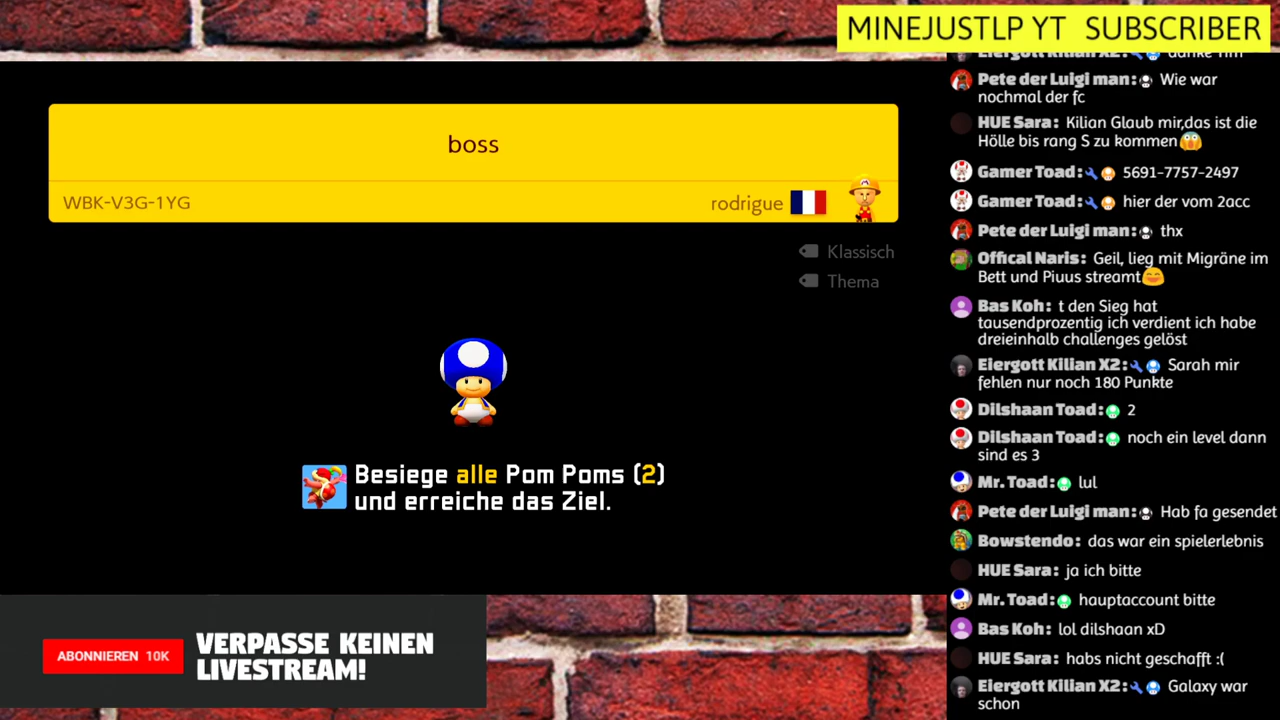 MINEJUSTLP YT SUBSCRIBER
boss
WBK-V3G-1YG
rodrigue
Klassisch
Thema
Besiege alle Pom Poms (2)
und erreiche das Ziel.
ABONNIEREN 10K
VERPASSE KEINEN
LIVESTREAM!
Eiergott Kilian X2:
Pete der Luigi man: Wie war
nochmal der fc
HUE Sara: Kilian Glaub mir,das ist die
Hölle bis rang S zu kommen
Gamer Toad: 5691-7757-2497
Gamer Toad: hier der vom 2acc
Pete der Luigi man: thx
Offical Naris: Geil, lieg mit Migräne im
Bett und Piuus streamt
Bas Koh: t den Sieg hat
tausendprozentig ich verdient ich habe
dreieinhalb challenges gelöst
Eiergott Kilian X2: Sarah mir
fehlen nur noch 180 Punkte
Dilshaan Toad: 2
Dilshaan Toad: noch ein level dann
sind es 3
Mr. Toad: lul
Pete der Luigi man: Hab fa gesendet
Bowstendo: das war ein spielerlebnis
HUE Sara: ja ich bitte
Mr. Toad: hauptaccount bitte
Bas Koh: lol dilshaan xD
HUE Sara: habs nicht geschafft :(
Eiergott Kilian X2: Galaxy war
schon